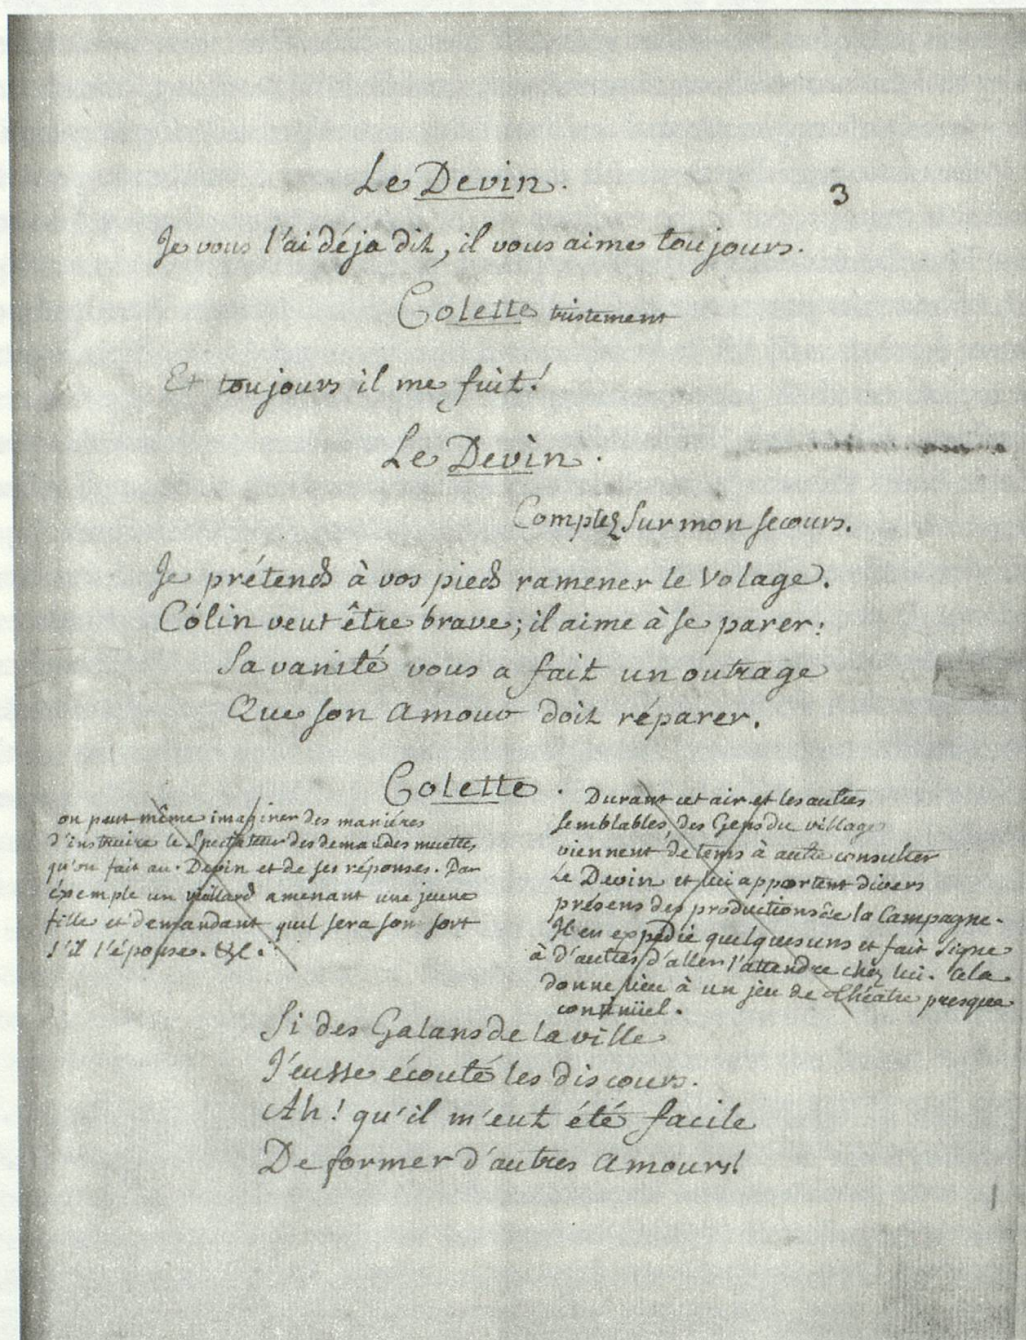 3
Le Devin.
Je vous l'ai déja dit, il vous aime toujours.
Colette tristement
Et toujours il me fuit!
Le Devin.
Comptez sur mon secours.
Je prétends à vos pieds ramener le Volage.
Colin veut être brave; il aime à se parer:
Sa vanité vous a fait un outrage
Que son Amour doit réparer.
Colette.
Durant cet air et les autres
semblables, des Gens du village
viennent de tems à autre consulter
Le Devin et lui apportent divers
présens des productions de la Campagne.
Il en expédie quelques uns et fait signe
à d'autres d'aller l'attendre chez lui. Cela
donne lieu à un jeu de Théatre presque
continüel.
on peut même imaginer des maniéres
d'instruire le Spectateur des demandes muettes
qu'on fait au Devin et de ses réponses. Par
éxemple un vieillard amenant une jeune
fille et demandant quil sera son sort
s'il l'épouse. &c.
Si des Galans de la ville
J'eusse écouté les discours.
Ah! qu'il m'eut été facile
De former d'autres Amours!